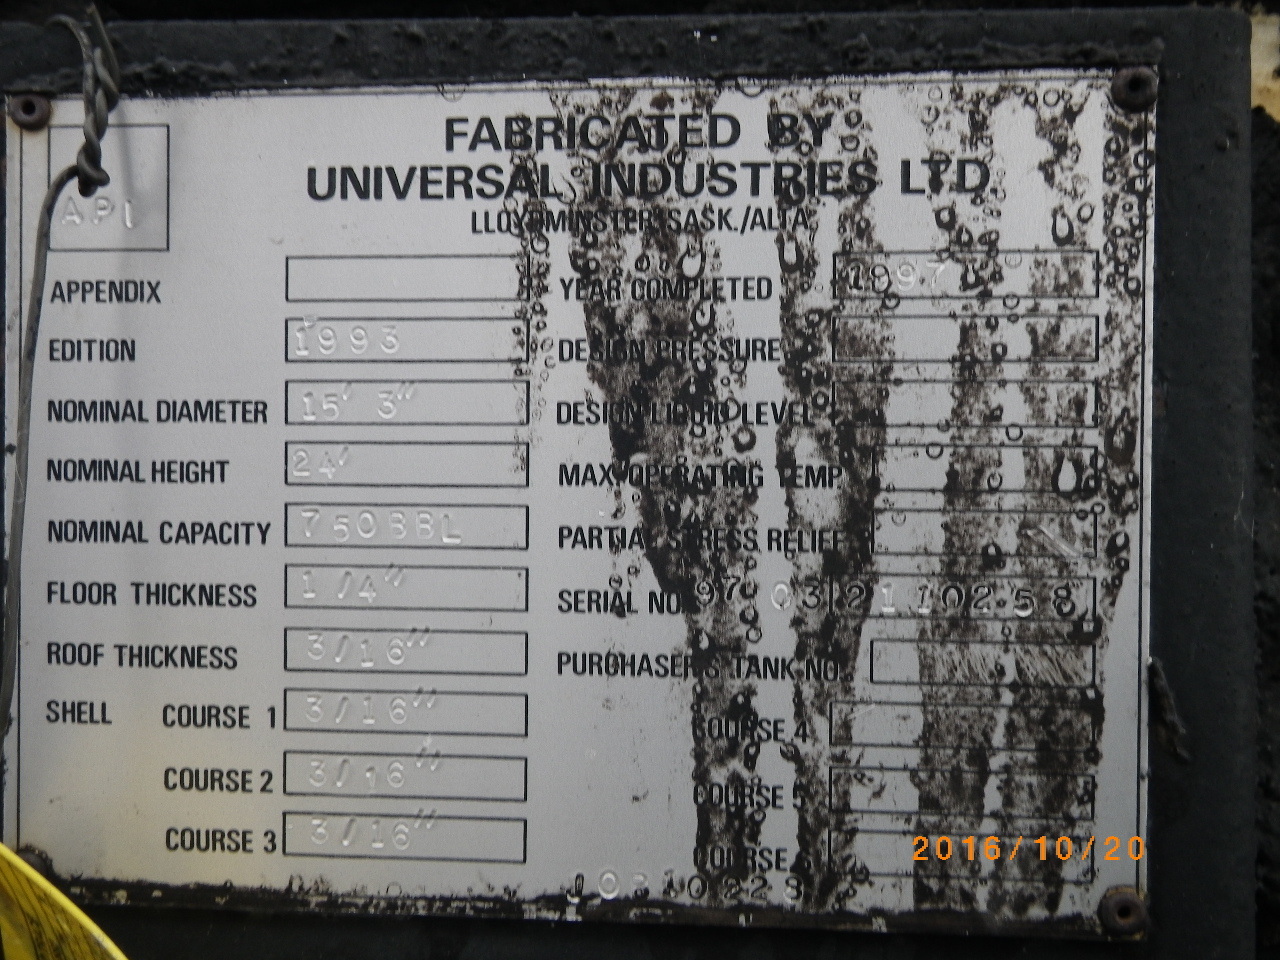 FABRICATED BY
UNIVERSAL INDUSTRIES LTD
LLOYDMINSTER SASK./ALTA
API
APPENDIX
EDITION 1993
NOMINAL DIAMETER 15' 3"
NOMINAL HEIGHT 24'
NOMINAL CAPACITY 750BBL
FLOOR THICKNESS 1/4"
ROOF THICKNESS 3/16"
SHELL COURSE 1 3/16"
COURSE 2 3/16"
COURSE 3 3/16"
YEAR COMPLETED 1997
DESIGN PRESSURE
DESIGN LIQUID LEVEL
MAX. OPERATING TEMP
PARTIAL STRESS RELIEF
SERIAL NO. 97 03 2110258
PURCHASER'S TANK NO.
COURSE 4
COURSE 5
COURSE 6
2016/10/20